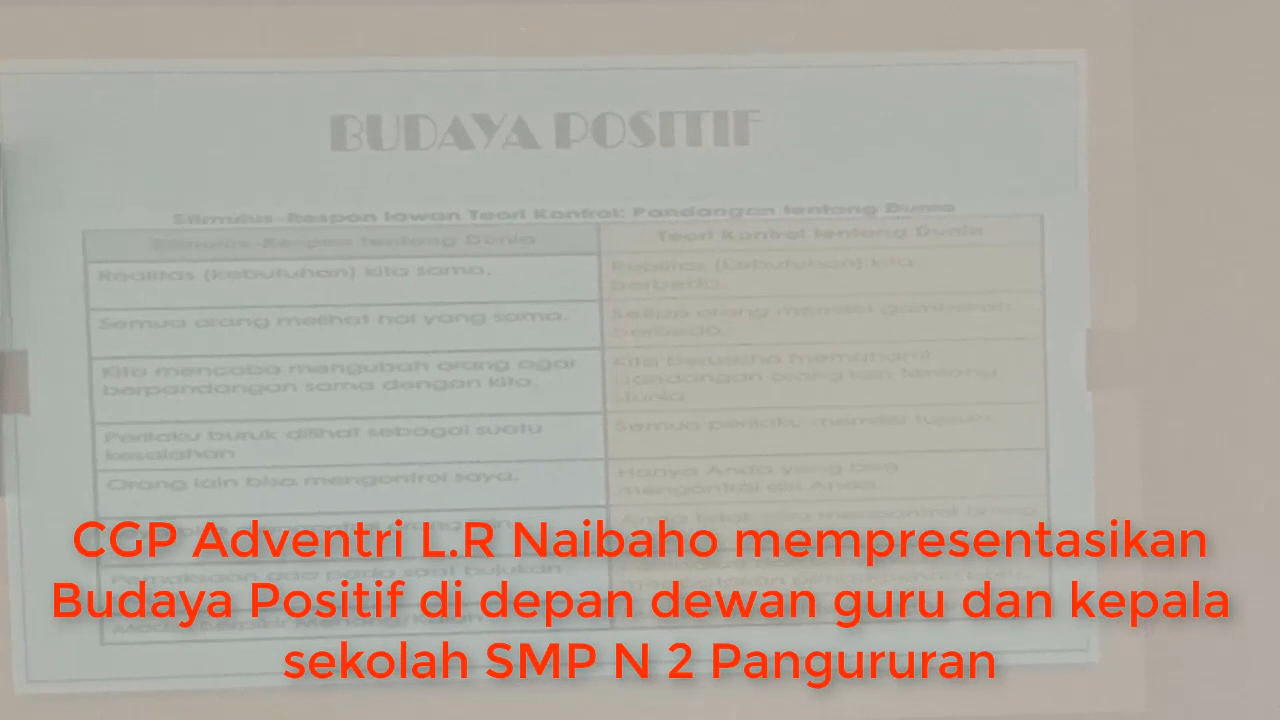 BUDAYA POSITIF
Stimulus-Respon lawan Teori Kontrol: Pandangan tentang Dunia
Stimulus-Respon tentang Dunia
Teori Kontrol tentang Dunia
Realitas (kebutuhan) kita sama.
Realitas (kebutuhan) kita
berbeda.
Semua orang melihat hal yang sama.
Setiap orang memiliki gambaran
berbeda.
Kita mencoba mengubah orang agar
berpandangan sama dengan kita.
Kita berusaha memahami
pandangan orang lain tentang
dunia
Perilaku buruk dilihat sebagai suatu
kesalahan
Semua perilaku memiliki tujuan.
Orang lain bisa mengontrol saya.
Hanya Anda yang bisa
mengontrol diri Anda.
CGP Adventri L.R Naibaho mempresentasikan
Budaya Positif di depan dewan guru dan kepala
sekolah SMP N 2 Pangururan